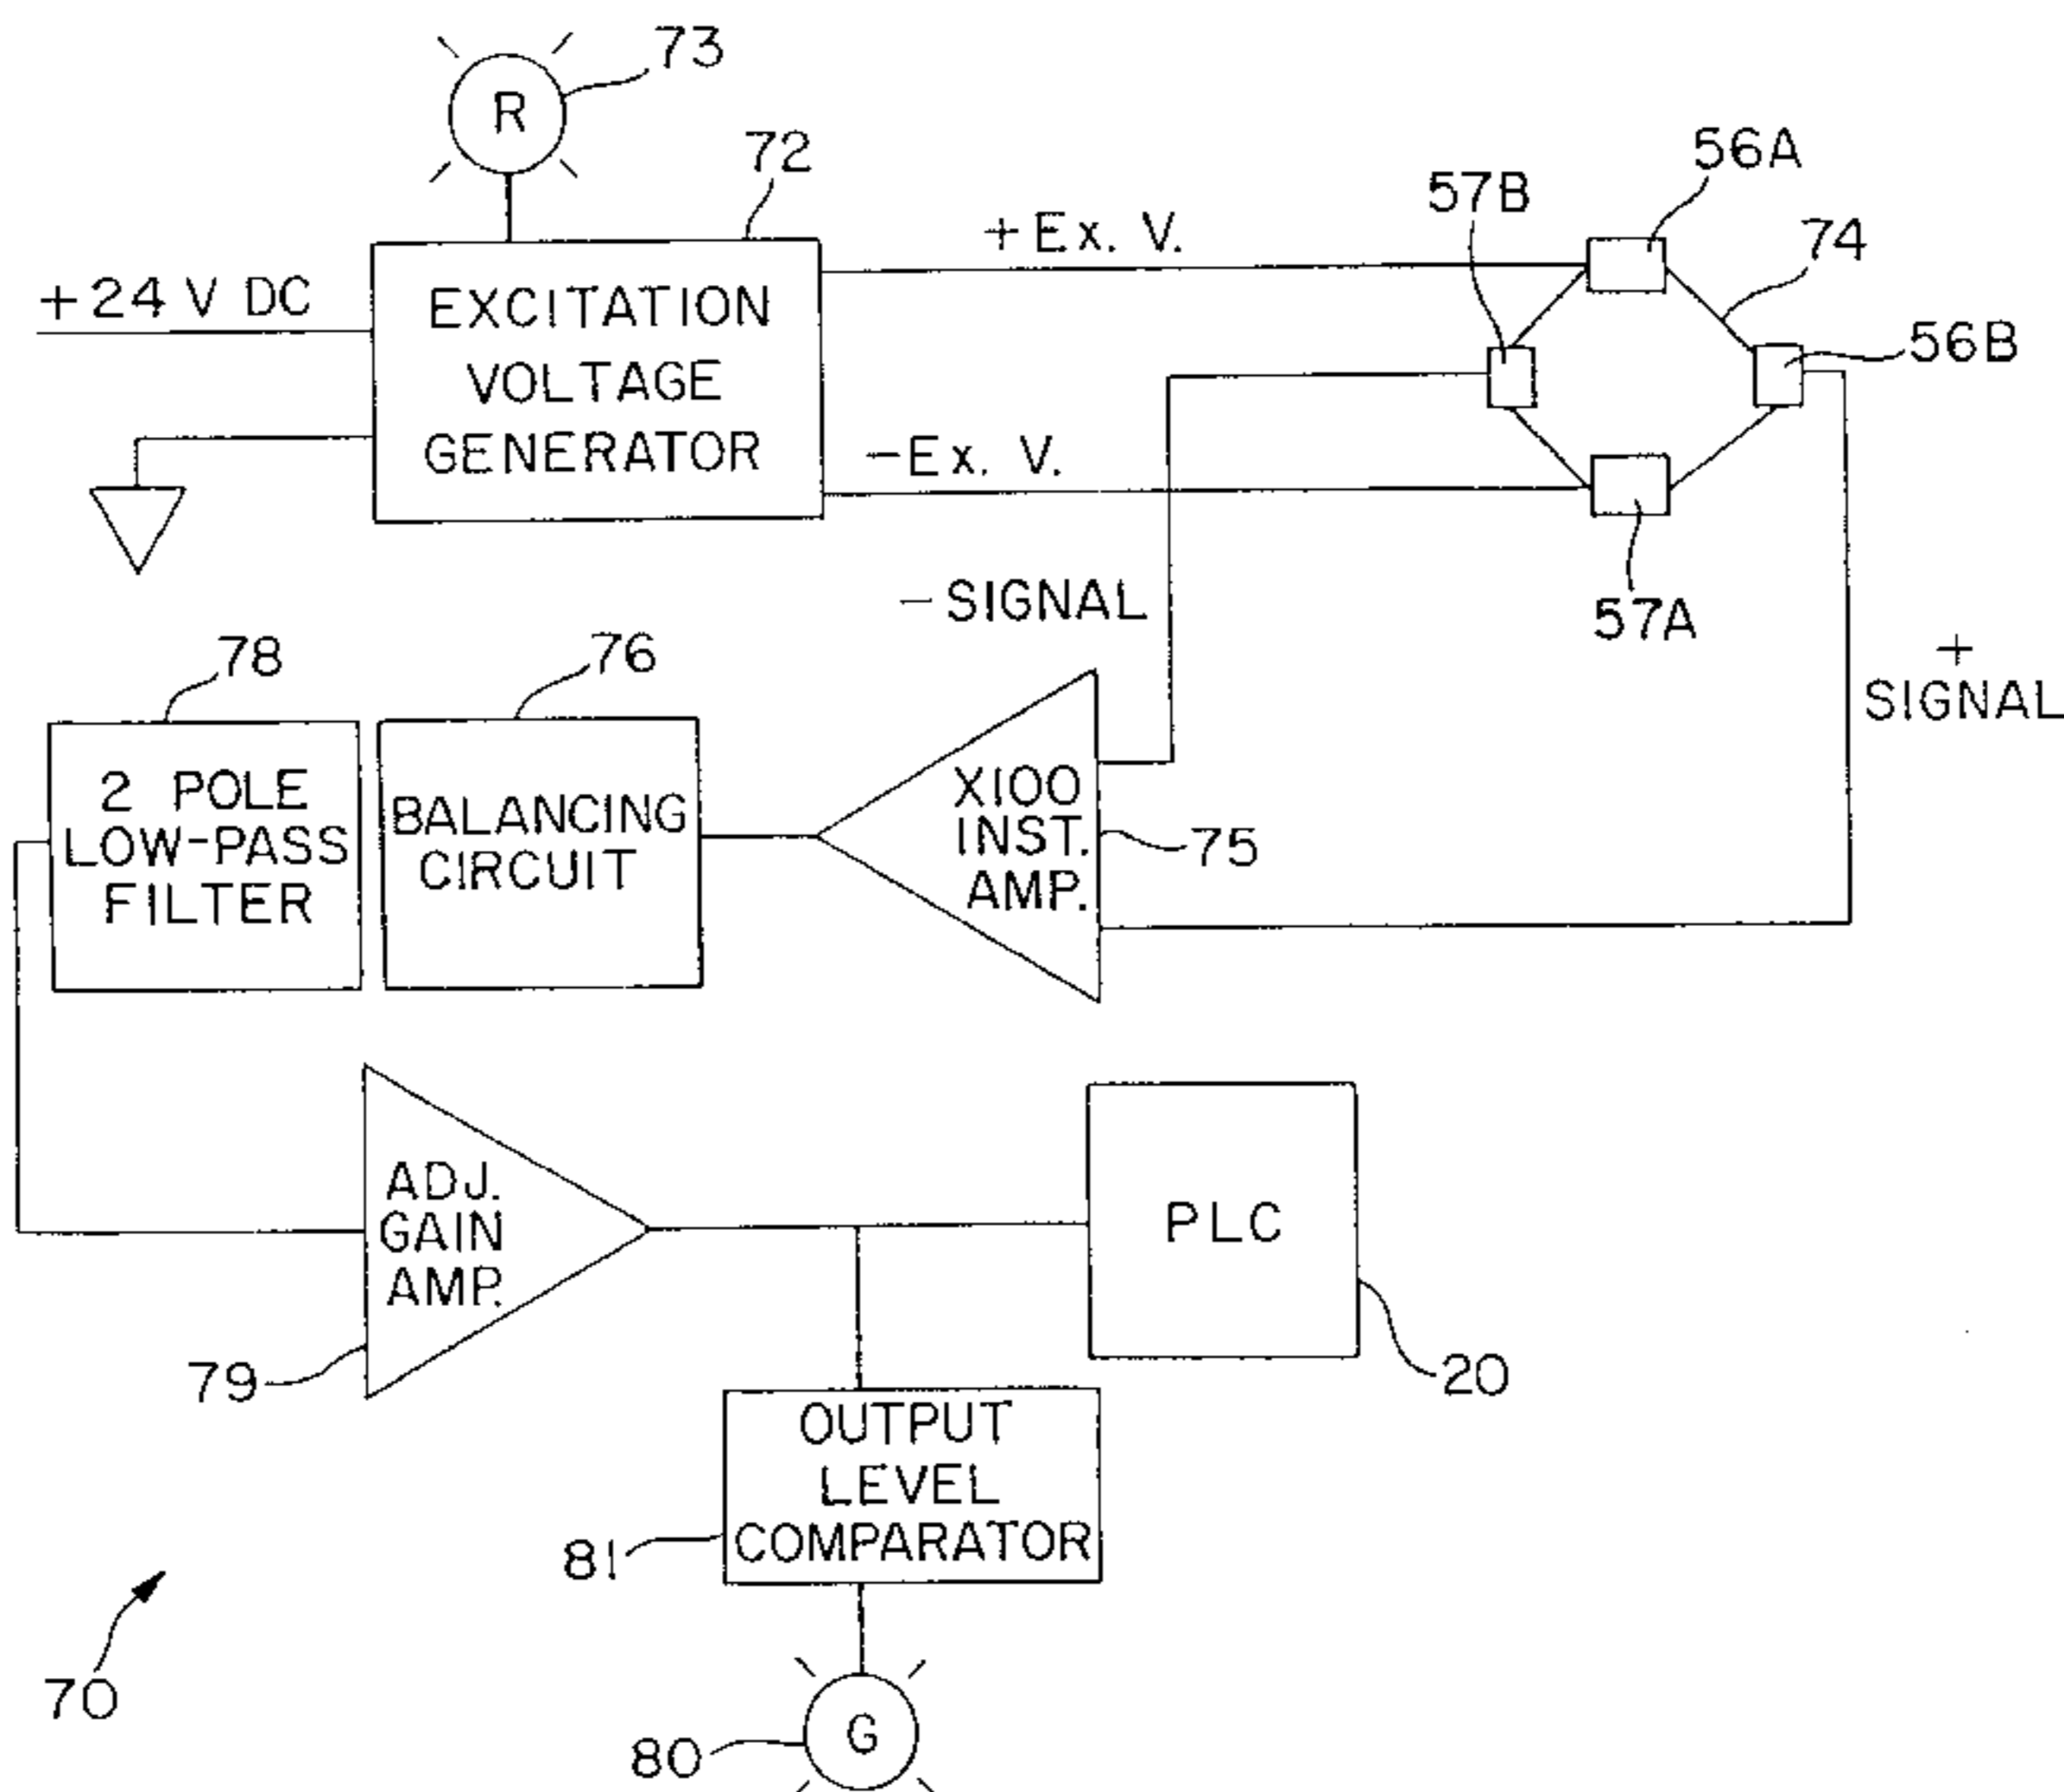 73
R
72
56A
57B
74
+Ex. V.
+24 V DC
EXCITATION
VOLTAGE
GENERATOR
56B
-Ex. V.
- SIGNAL
57A
+
SIGNAL
78
76
2 POLE
LOW-PASS
FILTER
BALANCING
CIRCUIT
X100
INST.
AMP.
75
ADJ.
GAIN
AMP.
PLC
79
20
OUTPUT
LEVEL
COMPARATOR
81
70
80
G